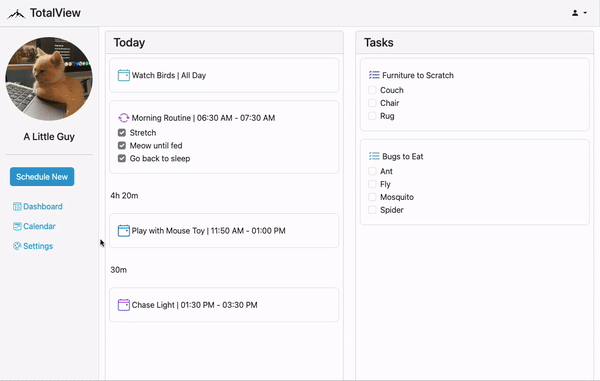 TotalView
A Little Guy
Schedule New
Dashboard
Calendar
Settings
Today
Watch Birds | All Day
Morning Routine | 06:30 AM - 07:30 AM
Stretch
Meow until fed
Go back to sleep
4h 20m
Play with Mouse Toy | 11:50 AM - 01:00 PM
30m
Chase Light | 01:30 PM - 03:30 PM
Tasks
Furniture to Scratch
Couch
Chair
Rug
Bugs to Eat
Ant
Fly
Mosquito
Spider